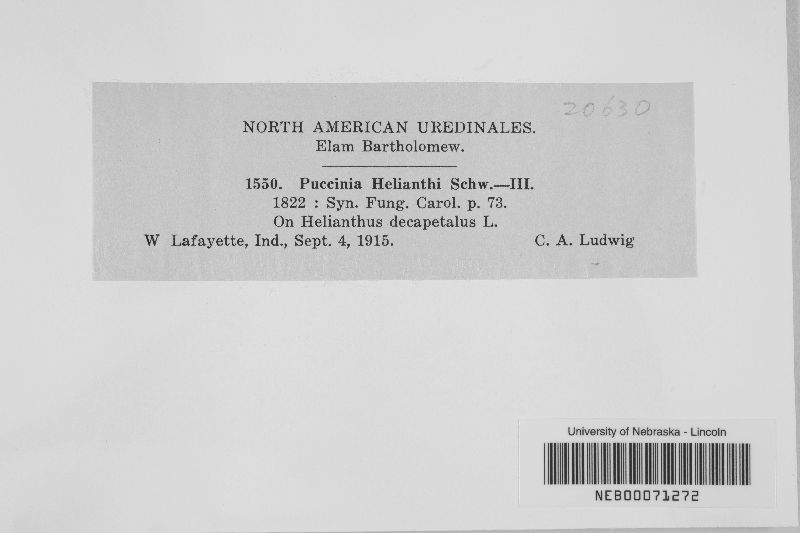 20630
NORTH AMERICAN UREDINALES.
Elam Bartholomew.
1550. Puccinia Helianthi Schw.—III.
1822 : Syn. Fung. Carol. p. 73.
On Helianthus decapetalus L.
W Lafayette, Ind., Sept. 4, 1915. C. A. Ludwig
University of Nebraska - Lincoln
NEB00071272